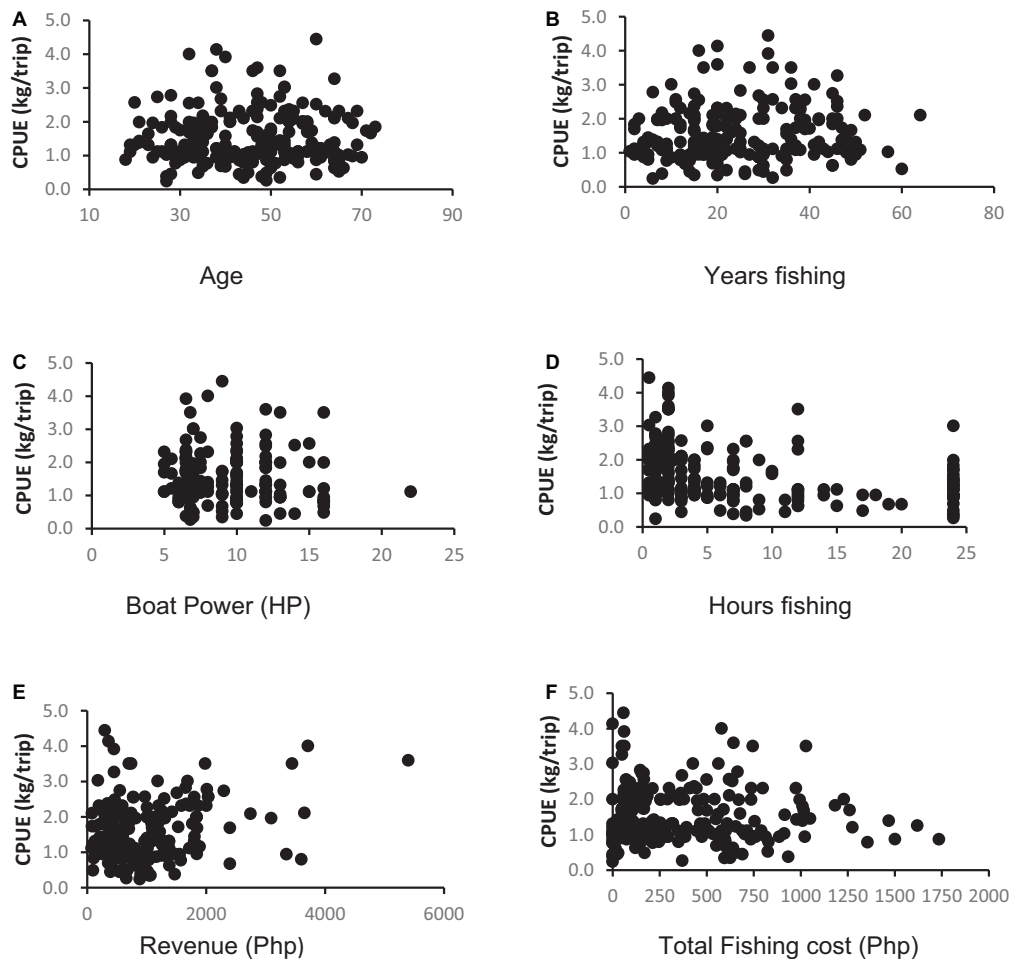 A
CPUE (kg/trip)
5.0
4.0
3.0
2.0
1.0
0.0
10 30 50 70 90
Age
B
CPUE (kg/trip)
5.0
4.0
3.0
2.0
1.0
0.0
0 20 40 60 80
Years fishing
C
CPUE (kg/trip)
5.0
4.0
3.0
2.0
1.0
0.0
0 5 10 15 20 25
Boat Power (HP)
D
CPUE (kg/trip)
5.0
4.0
3.0
2.0
1.0
0.0
0 5 10 15 20 25
Hours fishing
E
CPUE (kg/trip)
5.0
4.0
3.0
2.0
1.0
0.0
0 2000 4000 6000
Revenue (Php)
F
CPUE (kg/trip)
5.0
4.0
3.0
2.0
1.0
0.0
0 250 500 750 1000 1250 1500 1750 2000
Total Fishing cost (Php)